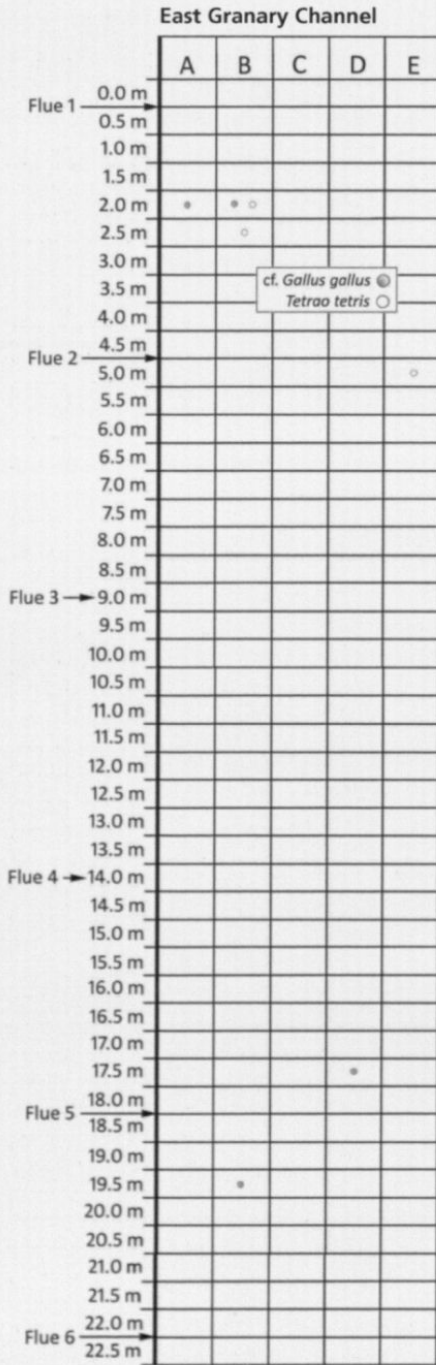 East Granary Channel
A B C D E
0.0 m
Flue 1
0.5 m
1.0 m
1.5 m
2.0 m
2.5 m
3.0 m
cf. Gallus gallus
3.5 m
Tetrao tetris
4.0 m
4.5 m
Flue 2
5.0 m
5.5 m
6.0 m
6.5 m
7.0 m
7.5 m
8.0 m
8.5 m
Flue 3 9.0 m
9.5 m
10.0 m
10.5 m
11.0 m
11.5 m
12.0 m
12.5 m
13.0 m
13.5 m
Flue 4 14.0 m
14.5 m
15.0 m
15.5 m
16.0 m
16.5 m
17.0 m
17.5 m
18.0 m
Flue 5
18.5 m
19.0 m
19.5 m
20.0 m
20.5 m
21.0 m
21.5 m
22.0 m
Flue 6
22.5 m